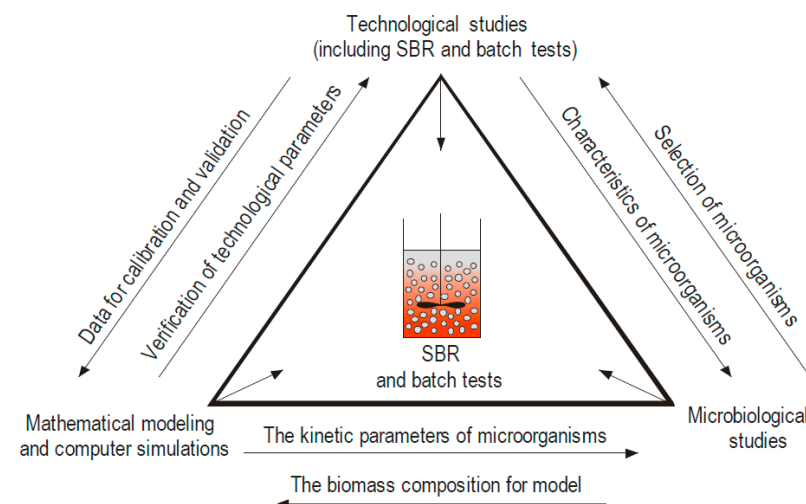 Technological studies
(including SBR and batch tests)
Data for calibration and validation
Verification of technological parameters
Characteristics of microorganisms
Selection of microorganisms
SBR
and batch tests
Mathematical modeling
and computer simulations
The kinetic parameters of microorganisms
Microbiological
studies
The biomass composition for model